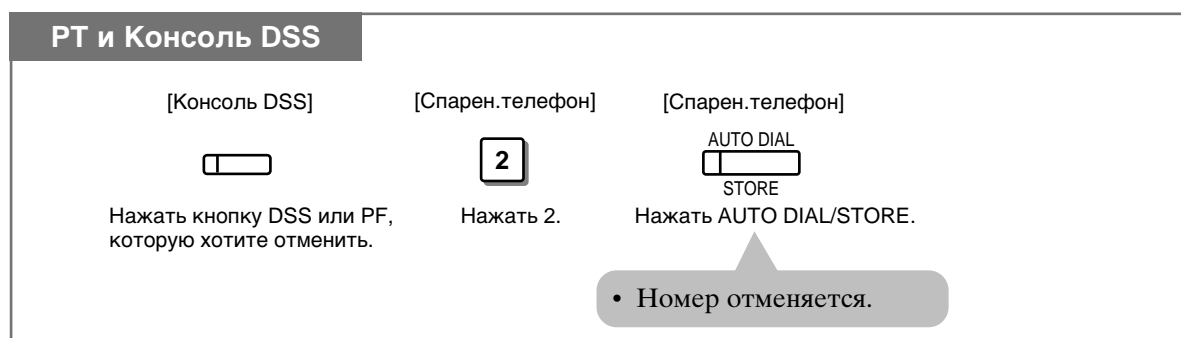 РТ и Консоль DSS
[Консоль DSS]
[Спарен.телефон]
[Спарен.телефон]
2
AUTO DIAL
STORE
Нажать кнопку DSS или PF,
которую хотите отменить.
Нажать 2.
Нажать AUTO DIAL/STORE.
• Номер отменяется.